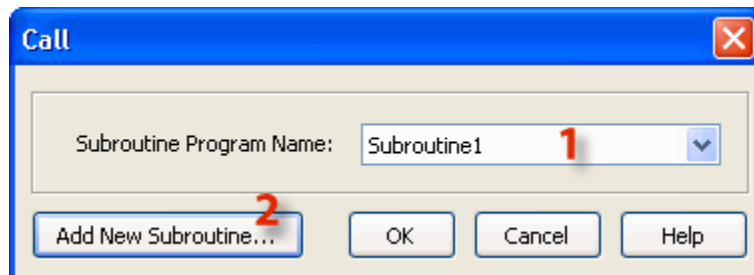 Call
Subroutine Program Name: Subroutine1 1
2
Add New Subroutine... OK Cancel Help